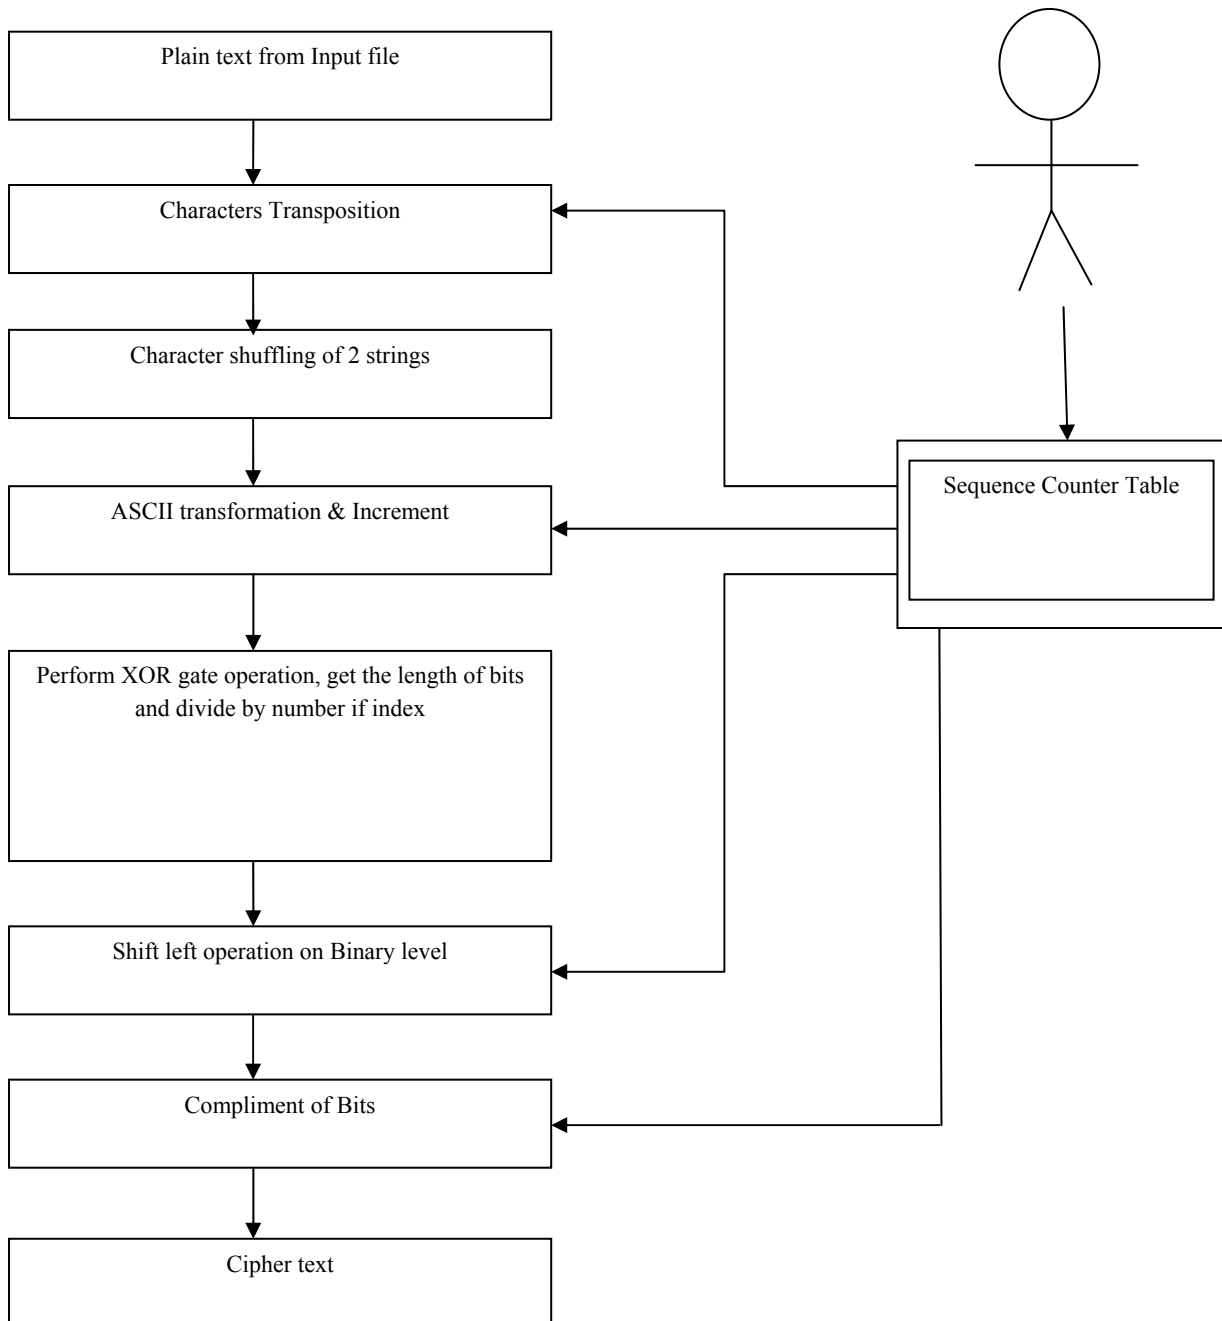 Plain text from Input file
Characters Transposition
Character shuffling of 2 strings
ASCII transformation & Increment
Sequence Counter Table
Perform XOR gate operation, get the length of bits
and divide by number if index
Shift left operation on Binary level
Compliment of Bits
Cipher text